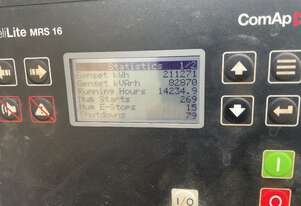 eliLite MRS 16
ComAp
Statistics 1/2
Genset kWh 211271
Genset kVArh 82870
Running Hours 14234.9
Num Starts 269
Num E-Stops 15
Shutdowns 79
I/O